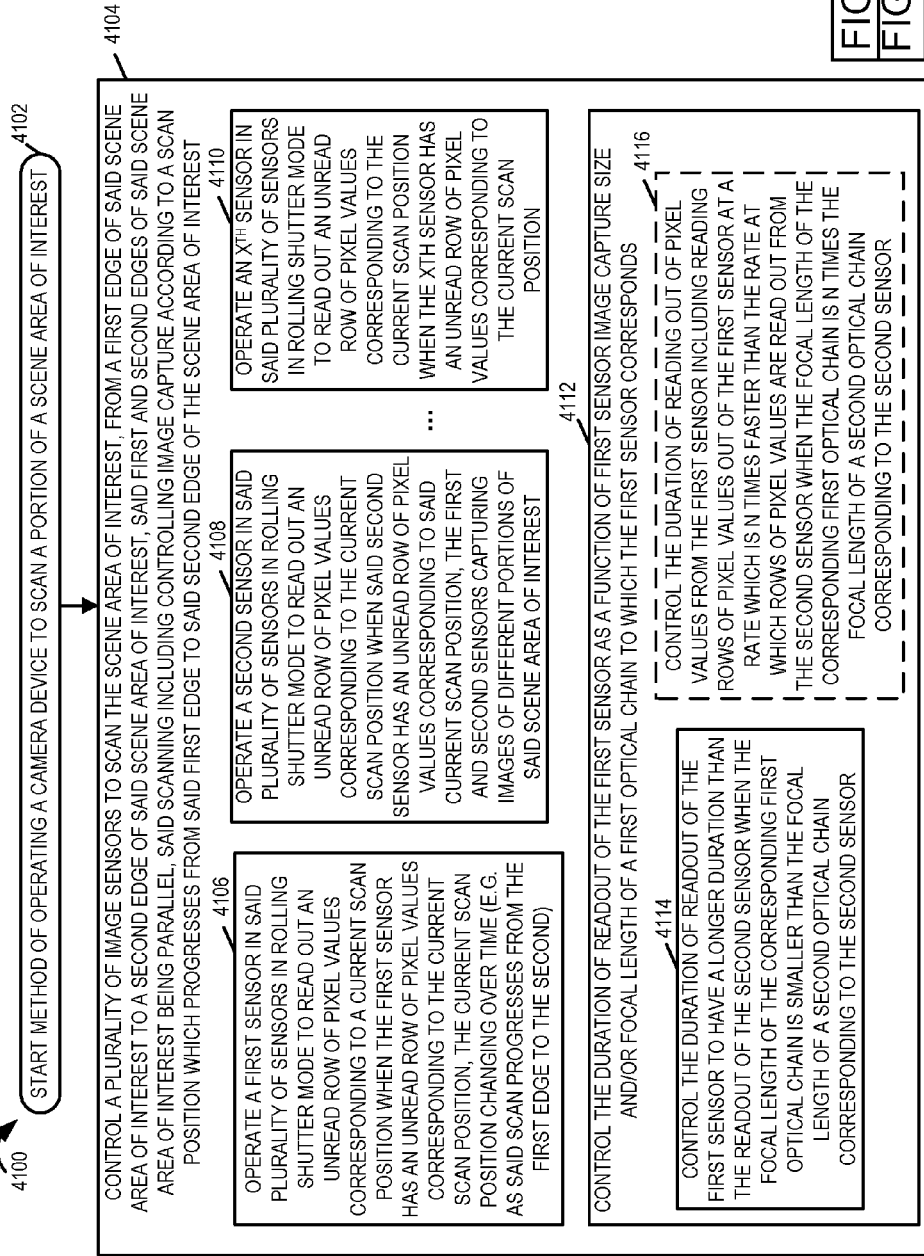 4100
START METHOD OF OPERATING A CAMERA DEVICE TO SCAN A PORTION OF A SCENE AREA OF INTEREST
4102
4104
CONTROL A PLURALITY OF IMAGE SENSORS TO SCAN THE SCENE AREA OF INTEREST, FROM A FIRST EDGE OF SAID SCENE
AREA OF INTEREST TO A SECOND EDGE OF SAID SCENE AREA OF INTEREST, SAID FIRST AND SECOND EDGES OF SAID SCENE
AREA OF INTEREST BEING PARALLEL, SAID SCANNING INCLUDING CONTROLLING IMAGE CAPTURE ACCORDING TO A SCAN
POSITION WHICH PROGRESSES FROM SAID FIRST EDGE TO SAID SECOND EDGE OF THE SCENE AREA OF INTEREST
4106
OPERATE A FIRST SENSOR IN SAID
PLURALITY OF SENSORS IN ROLLING
SHUTTER MODE TO READ OUT AN
UNREAD ROW OF PIXEL VALUES
CORRESPONDING TO A CURRENT SCAN
POSITION WHEN THE FIRST SENSOR
HAS AN UNREAD ROW OF PIXEL VALUES
CORRESPONDING TO THE CURRENT
SCAN POSITION, THE CURRENT SCAN
POSITION CHANGING OVER TIME (E.G.
AS SAID SCAN PROGRESSES FROM THE
FIRST EDGE TO THE SECOND)
4108
OPERATE A SECOND SENSOR IN SAID
PLURALITY OF SENSORS IN ROLLING
SHUTTER MODE TO READ OUT AN
UNREAD ROW OF PIXEL VALUES
CORRESPONDING TO THE CURRENT
SCAN POSITION WHEN SAID SECOND
SENSOR HAS AN UNREAD ROW OF PIXEL
VALUES CORRESPONDING TO SAID
CURRENT SCAN POSITION, THE FIRST
AND SECOND SENSORS CAPTURING
IMAGES OF DIFFERENT PORTIONS OF
SAID SCENE AREA OF INTEREST
...
4110
OPERATE AN XTH SENSOR IN
SAID PLURALITY OF SENSORS
IN ROLLING SHUTTER MODE
TO READ OUT AN UNREAD
ROW OF PIXEL VALUES
CORRESPONDING TO THE
CURRENT SCAN POSITION
WHEN THE XTH SENSOR HAS
AN UNREAD ROW OF PIXEL
VALUES CORRESPONDING TO
THE CURRENT SCAN
POSITION
4112
CONTROL THE DURATION OF READOUT OF THE FIRST SENSOR AS A FUNCTION OF FIRST SENSOR IMAGE CAPTURE SIZE
AND/OR FOCAL LENGTH OF A FIRST OPTICAL CHAIN TO WHICH THE FIRST SENSOR CORRESPONDS
4114
CONTROL THE DURATION OF READOUT OF THE
FIRST SENSOR TO HAVE A LONGER DURATION THAN
THE READOUT OF THE SECOND SENSOR WHEN THE
FOCAL LENGTH OF THE CORRESPONDING FIRST
OPTICAL CHAIN IS SMALLER THAN THE FOCAL
LENGTH OF A SECOND OPTICAL CHAIN
CORRESPONDING TO THE SECOND SENSOR
4116
CONTROL THE DURATION OF READING OUT OF PIXEL
VALUES FROM THE FIRST SENSOR INCLUDING READING
ROWS OF PIXEL VALUES OUT OF THE FIRST SENSOR AT A
RATE WHICH IS N TIMES FASTER THAN THE RATE AT
WHICH ROWS OF PIXEL VALUES ARE READ OUT FROM
THE SECOND SENSOR WHEN THE FOCAL LENGTH OF THE
CORRESPONDING FIRST OPTICAL CHAIN IS N TIMES THE
FOCAL LENGTH OF A SECOND OPTICAL CHAIN
CORRESPONDING TO THE SECOND SENSOR